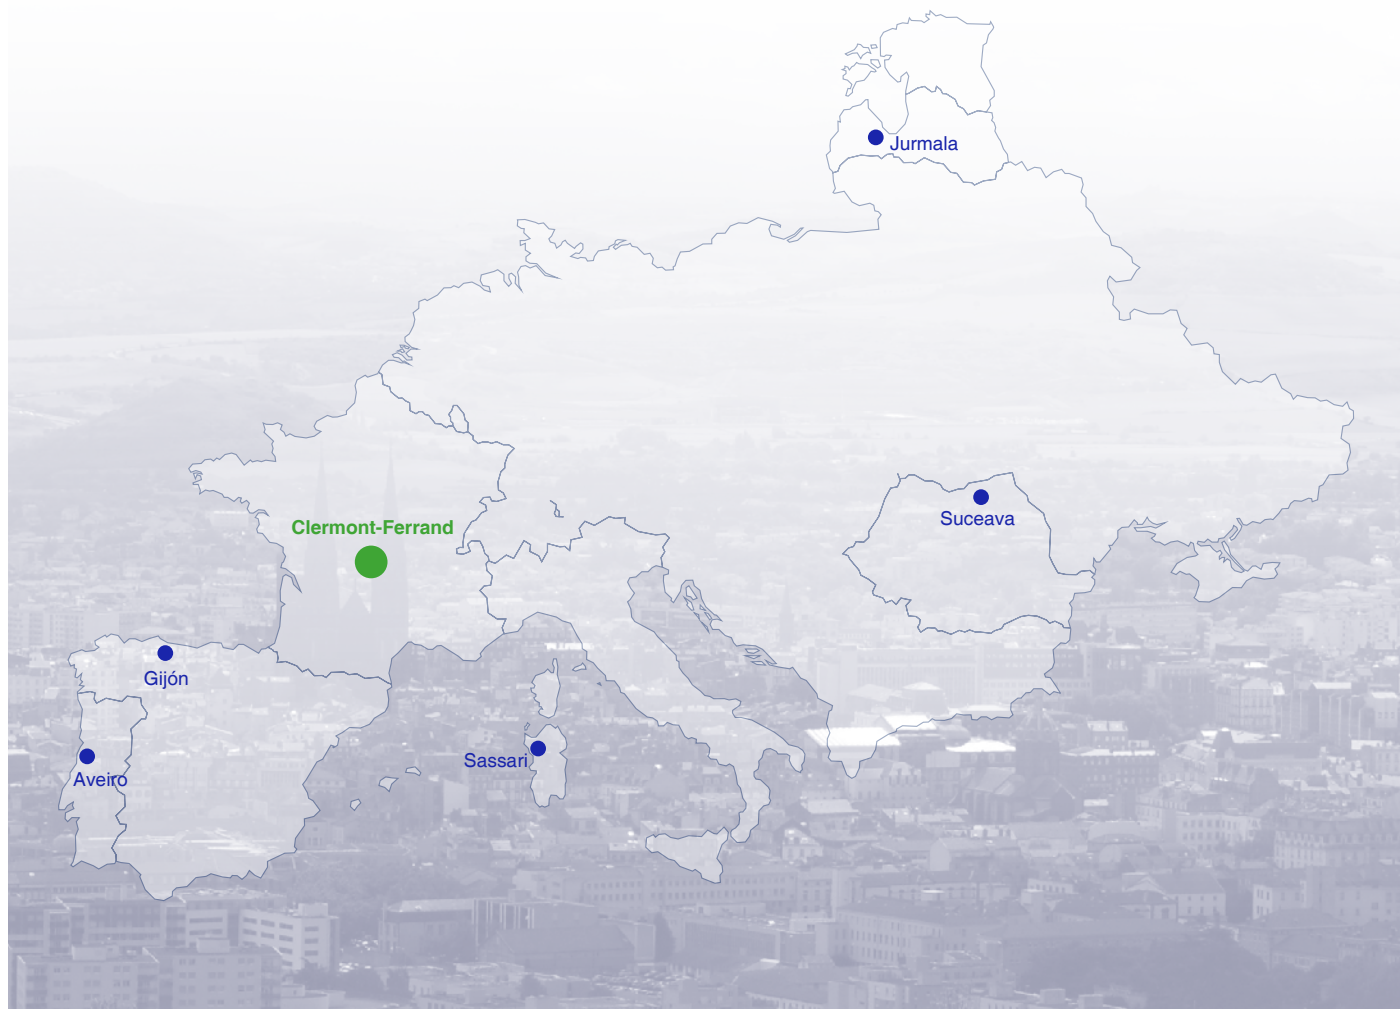 Jurmala
Suceava
Clermont-Ferrand
Gijón
Sassari
Aveiro